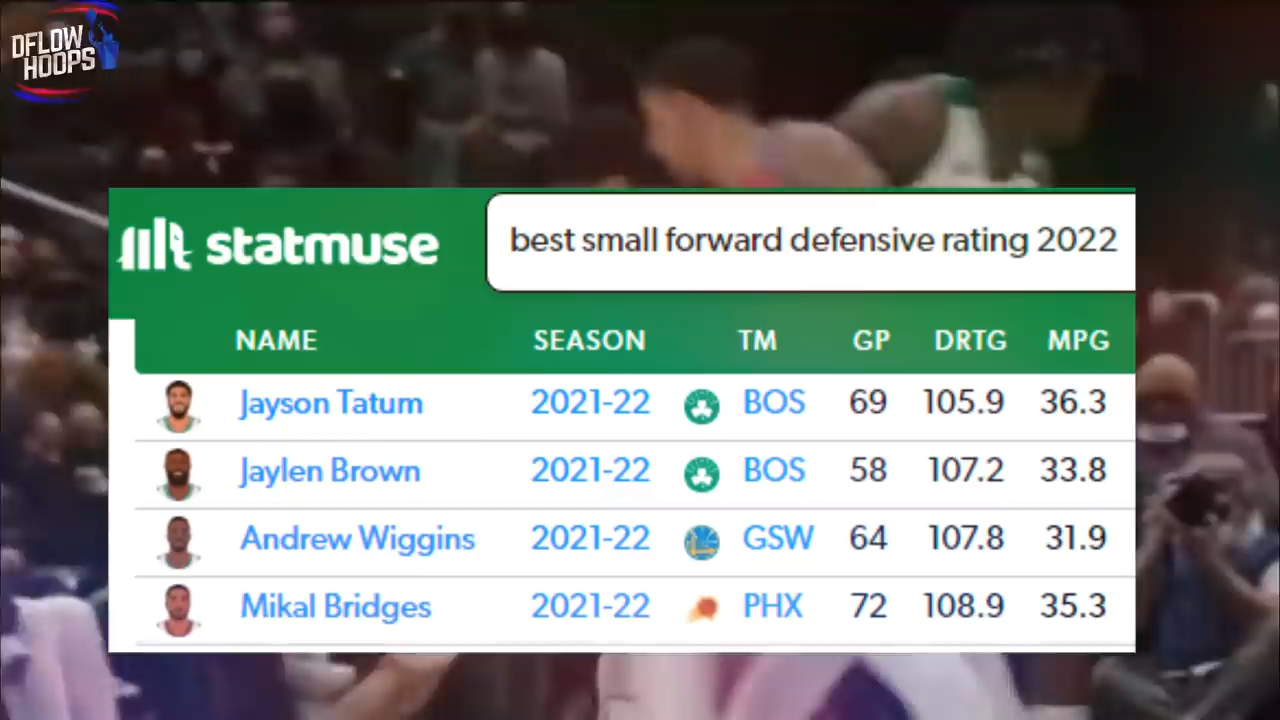 DFLOW
HOOPS
statmuse
best small forward defensive rating 2022
NAME SEASON TM GP DRTG MPG
Jayson Tatum 2021-22 BOS 69 105.9 36.3
Jaylen Brown 2021-22 BOS 58 107.2 33.8
Andrew Wiggins 2021-22 GSW 64 107.8 31.9
Mikal Bridges 2021-22 PHX 72 108.9 35.3